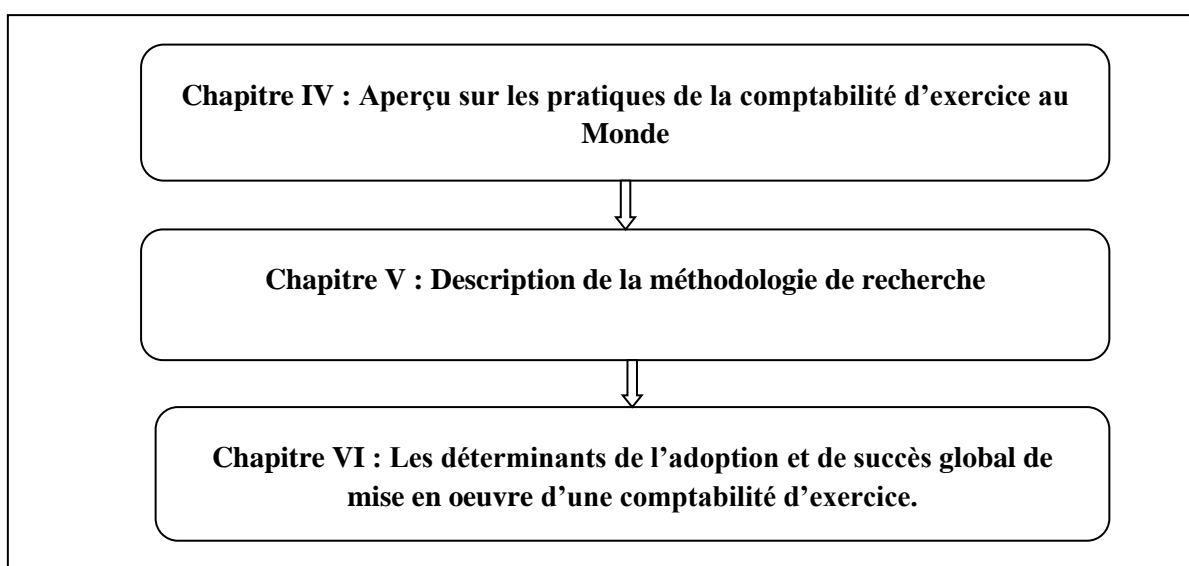 Chapitre IV : Aperçu sur les pratiques de la comptabilité d’exercice au
Monde
Chapitre V : Description de la méthodologie de recherche
Chapitre VI : Les déterminants de l’adoption et de succès global de
mise en oeuvre d’une comptabilité d’exercice.